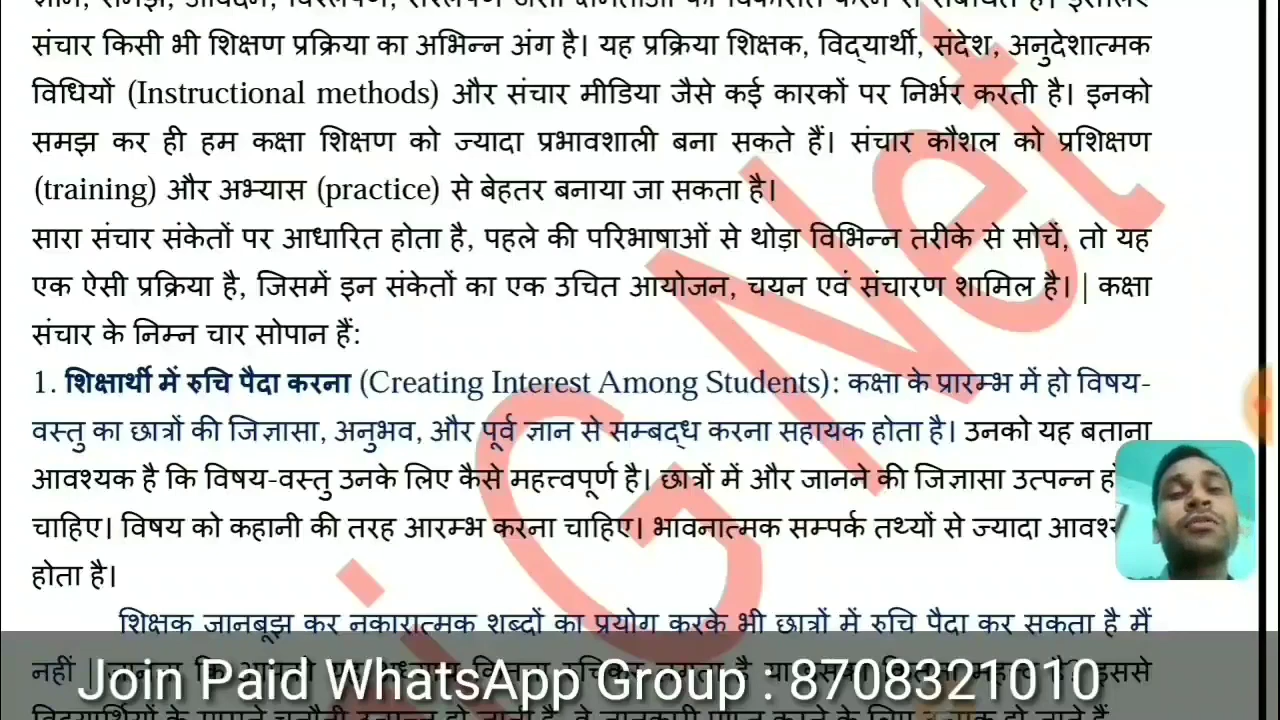 संचार किसी भी शिक्षण प्रक्रिया का अभिन्न अंग है। यह प्रक्रिया शिक्षक, विद्यार्थी, संदेश, अनुदेशात्मक
विधियों (Instructional methods) और संचार मीडिया जैसे कई कारकों पर निर्भर करती है। इनको
समझ कर ही हम कक्षा शिक्षण को ज्यादा प्रभावशाली बना सकते हैं। संचार कौशल को प्रशिक्षण
(training) और अभ्यास (practice) से बेहतर बनाया जा सकता है।
सारा संचार संकेतों पर आधारित होता है, पहले की परिभाषाओं से थोड़ा विभिन्न तरीके से सोचें, तो यह
एक ऐसी प्रक्रिया है, जिसमें इन संकेतों का एक उचित आयोजन, चयन एवं संचारण शामिल है। | कक्षा
संचार के निम्न चार सोपान हैं:
1. शिक्षार्थी में रुचि पैदा करना (Creating Interest Among Students): कक्षा के प्रारम्भ में हो विषय-
वस्तु का छात्रों की जिज्ञासा, अनुभव, और पूर्व ज्ञान से सम्बद्ध करना सहायक होता है। उनको यह बताना
आवश्यक है कि विषय-वस्तु उनके लिए कैसे महत्त्वपूर्ण है। छात्रों में और जानने की जिज्ञासा उत्पन्न
चाहिए। विषय को कहानी की तरह आरम्भ करना चाहिए। भावनात्मक सम्पर्क तथ्यों से ज्यादा
होता है।
शिक्षक जानबूझ कर नकारात्मक शब्दों का प्रयोग करके भी छात्रों में रुचि पैदा कर सकता है मैं
नहीं |
Join Paid WhatsApp Group : 8708321010
i G Net